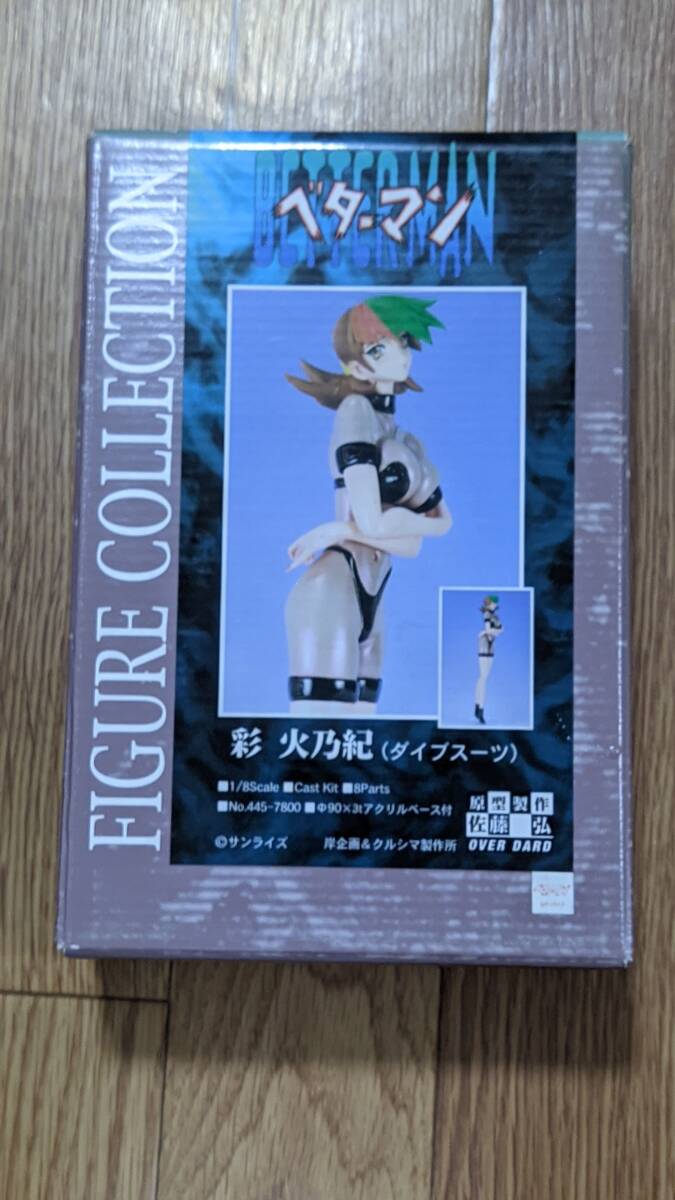 FIGURE COLLECTION
BETTERMAN
ベターマン
彩 火乃紀(ダイブスーツ)
■1/8Scale ■Cast Kit ■8Parts
■No.445-7800 ■Φ90×3tアクリルベース付
原型製作
佐藤 弘
OVER DARD
©サンライズ 岸企画&クルシマ製作所